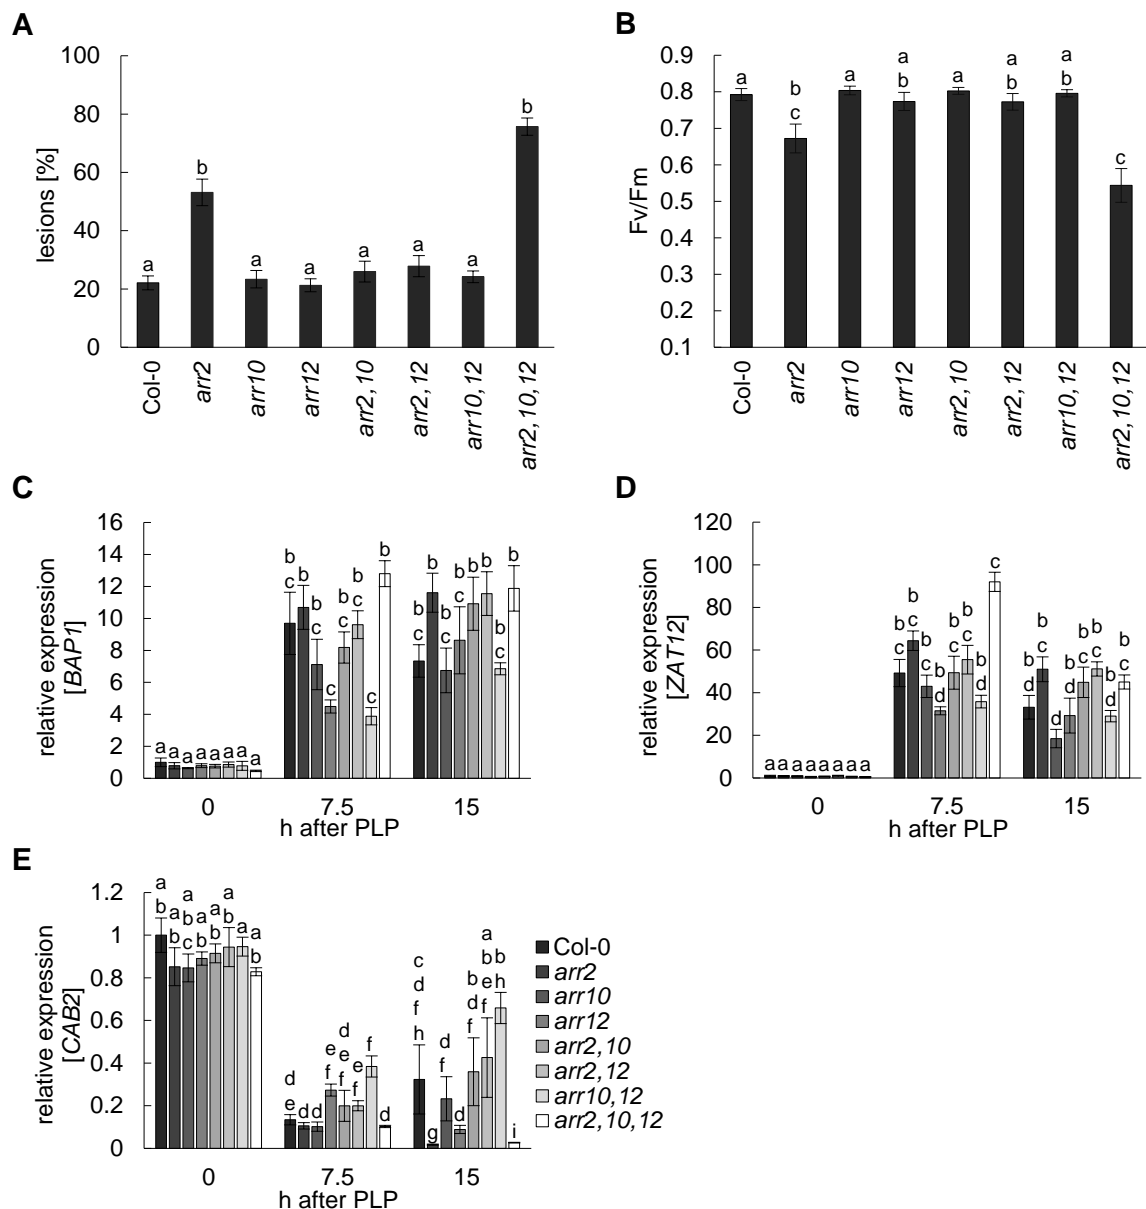 A
lesions [%]
100
80
60
40
20
0
a
b
a
a
a
a
a
b
Col-0
arr2
arr10
arr12
arr2,10
arr2,12
arr10,12
arr2,10,12
B
Fv/Fm
0.9
0.8
0.7
0.6
0.5
0.4
0.3
0.2
0.1
a
b
c
a
a
b
a
a
b
a
b
c
Col-0
arr2
arr10
arr12
arr2,10
arr2,12
arr10,12
arr2,10,12
C
relative expression
[BAP1]
16
14
12
10
8
6
4
2
0
a a a a a a a a
b
c
b
b
c
c
b
c
b
c
c
b
b
c
b
b
c
b
c
b
b
b
c
b
0
7.5
15
h after PLP
D
relative expression
[ZAT12]
120
100
80
60
40
20
0
a a a a a a a a
b
c
b
c
b
c
b
d
b
c
b
c
b
d
c
b
d
b
c
d
b
d
b
c
b
c
b
d
b
c
0
7.5
15
h after PLP
E
relative expression
[CAB2]
1.2
1
0.8
0.6
0.4
0.2
0
a
b
a
b
a
b
c
a
b
a
b
a
b
a
a
b
d
e
d
d
e
f
d
e
f
e
f
f
d
c
d
f
h
g
d
f
d
b
d
f
a
b
e
f
b
h
i
0
7.5
15
h after PLP
Col-0
arr2
arr10
arr12
arr2,10
arr2,12
arr10,12
arr2,10,12